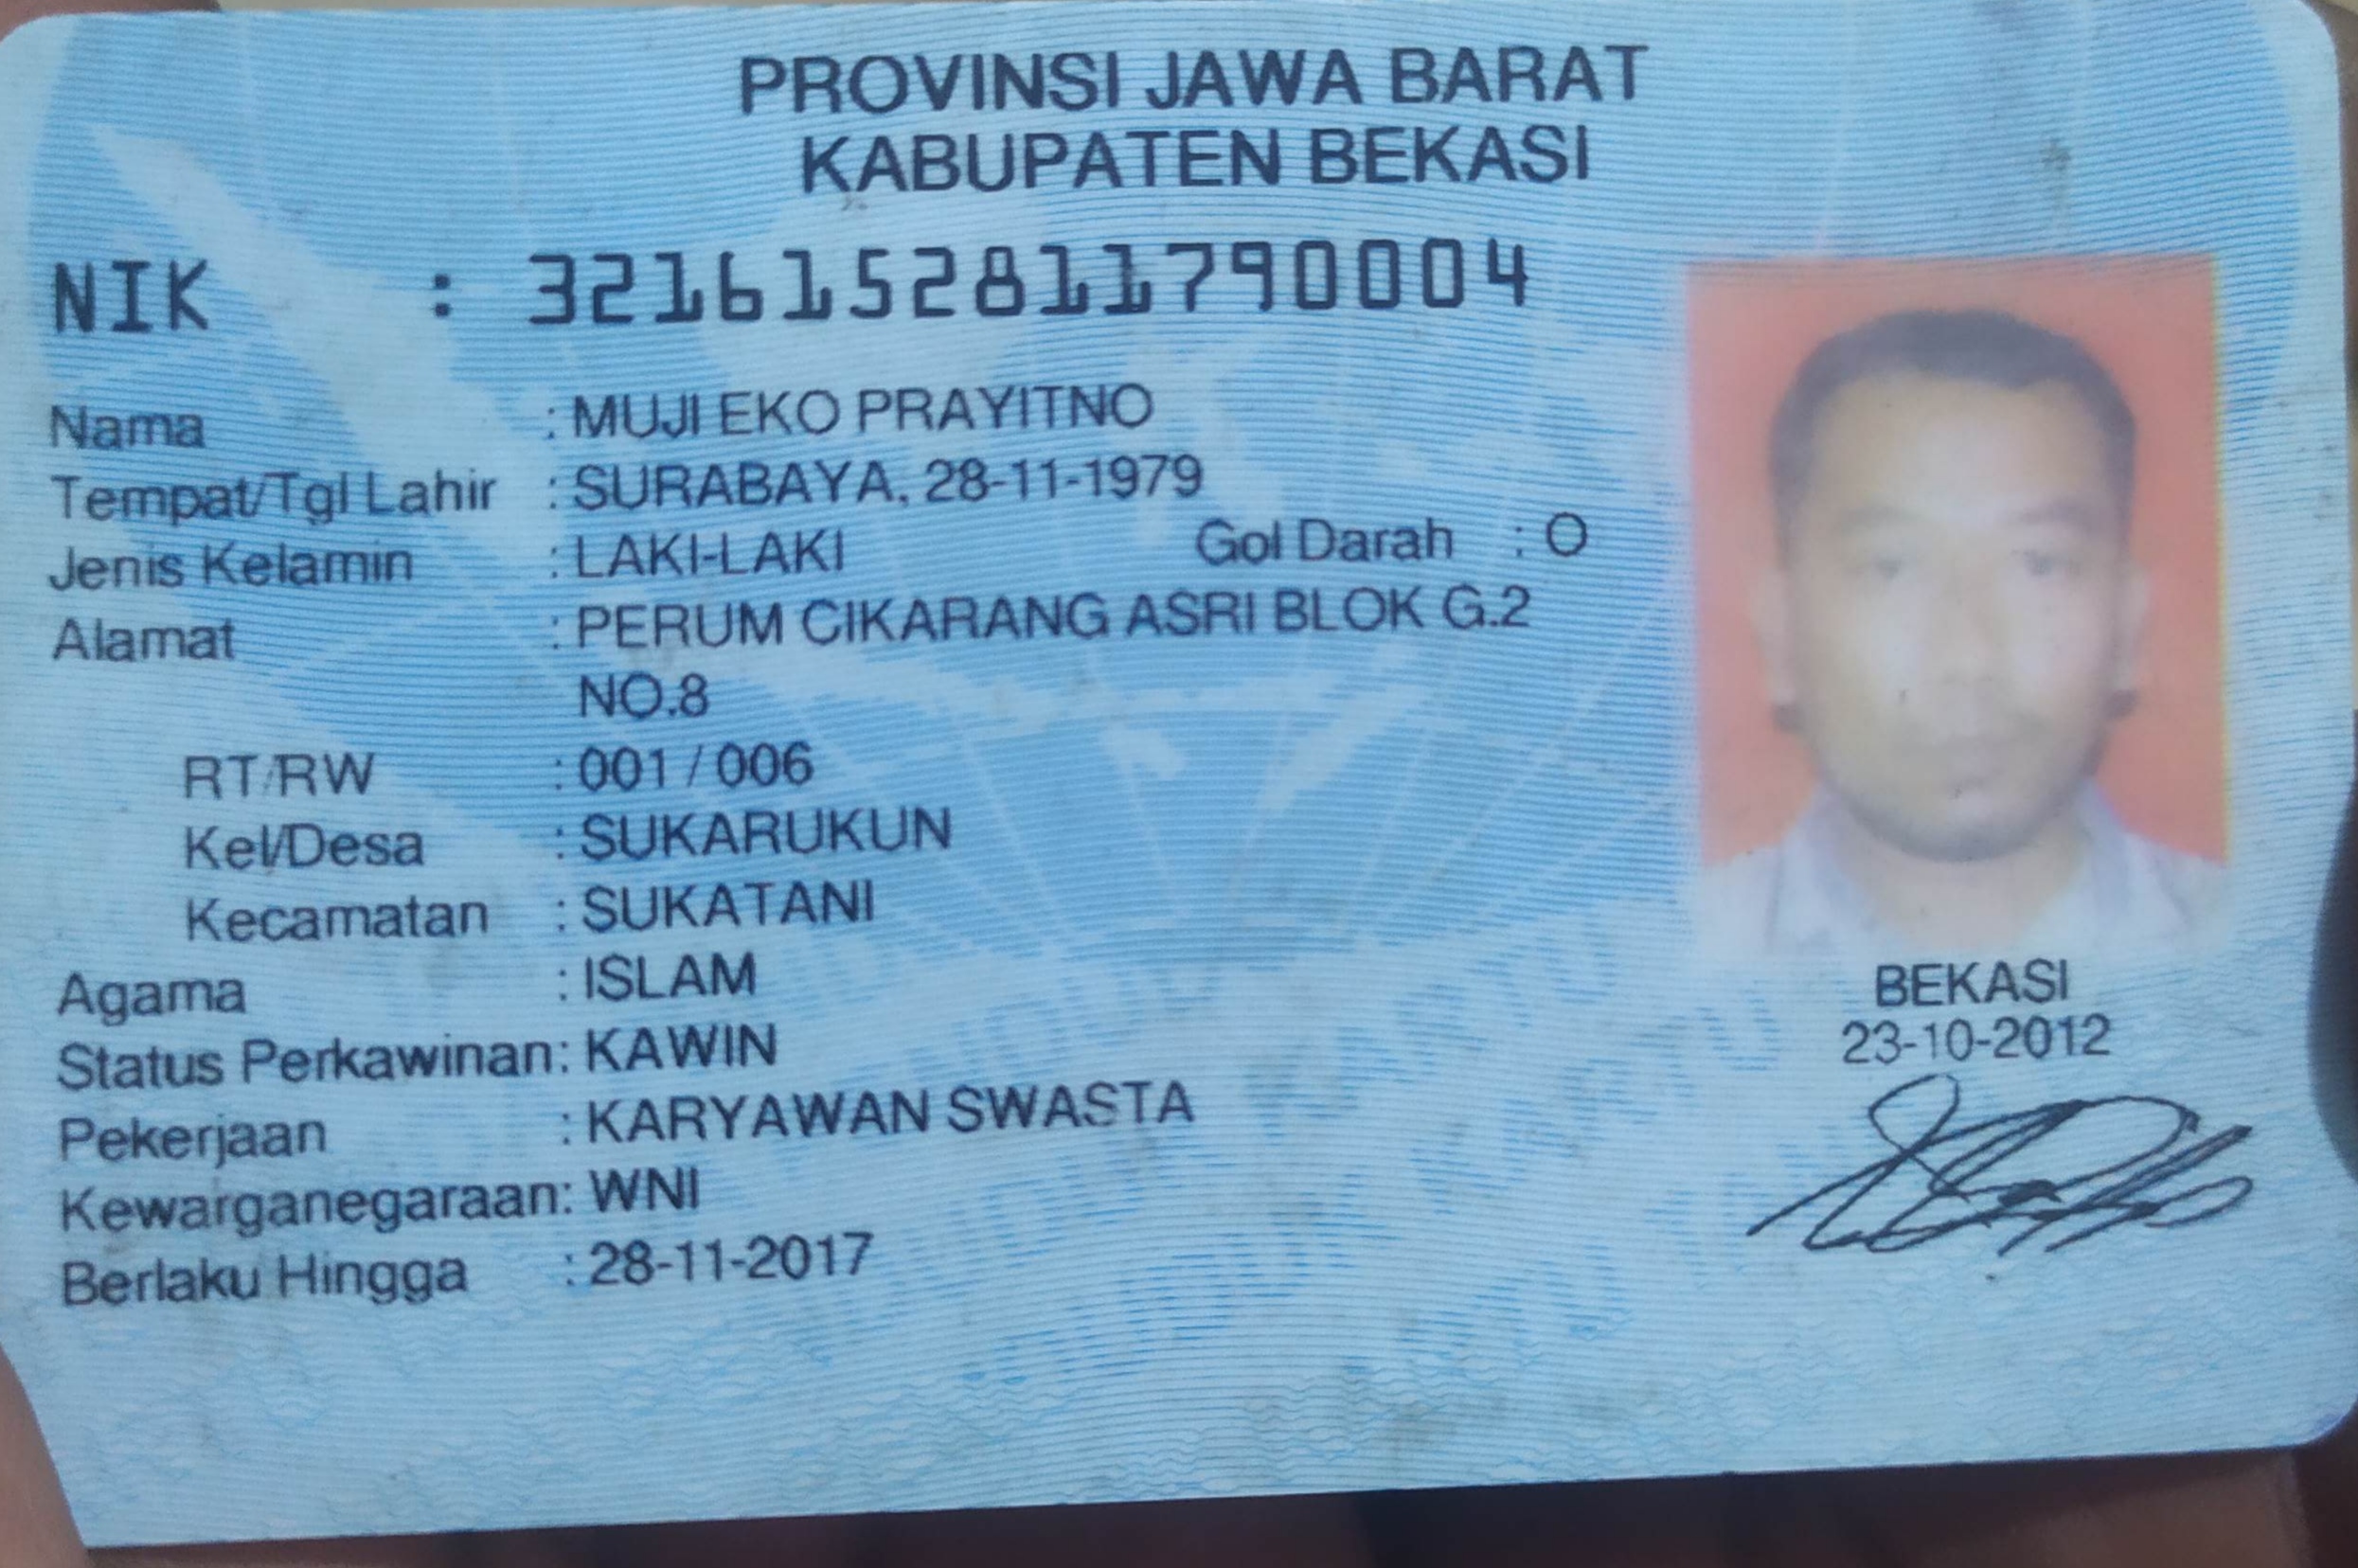 PROVINSI JAWA BARAT
KABUPATEN BEKASI
NIK : 3216152811790004
Nama : MUJI EKO PRAYITNO
Tempat/Tgl Lahir : SURABAYA, 28-11-1979
Jenis Kelamin : LAKI-LAKI Gol Darah : O
Alamat : PERUM CIKARANG ASRI BLOK G.2
NO.8
RT/RW : 001 / 006
Kel/Desa : SUKARUKUN
Kecamatan : SUKATANI
Agama : ISLAM
Status Perkawinan: KAWIN
Pekerjaan : KARYAWAN SWASTA
Kewarganegaraan: WNI
Berlaku Hingga : 28-11-2017
BEKASI
23-10-2012